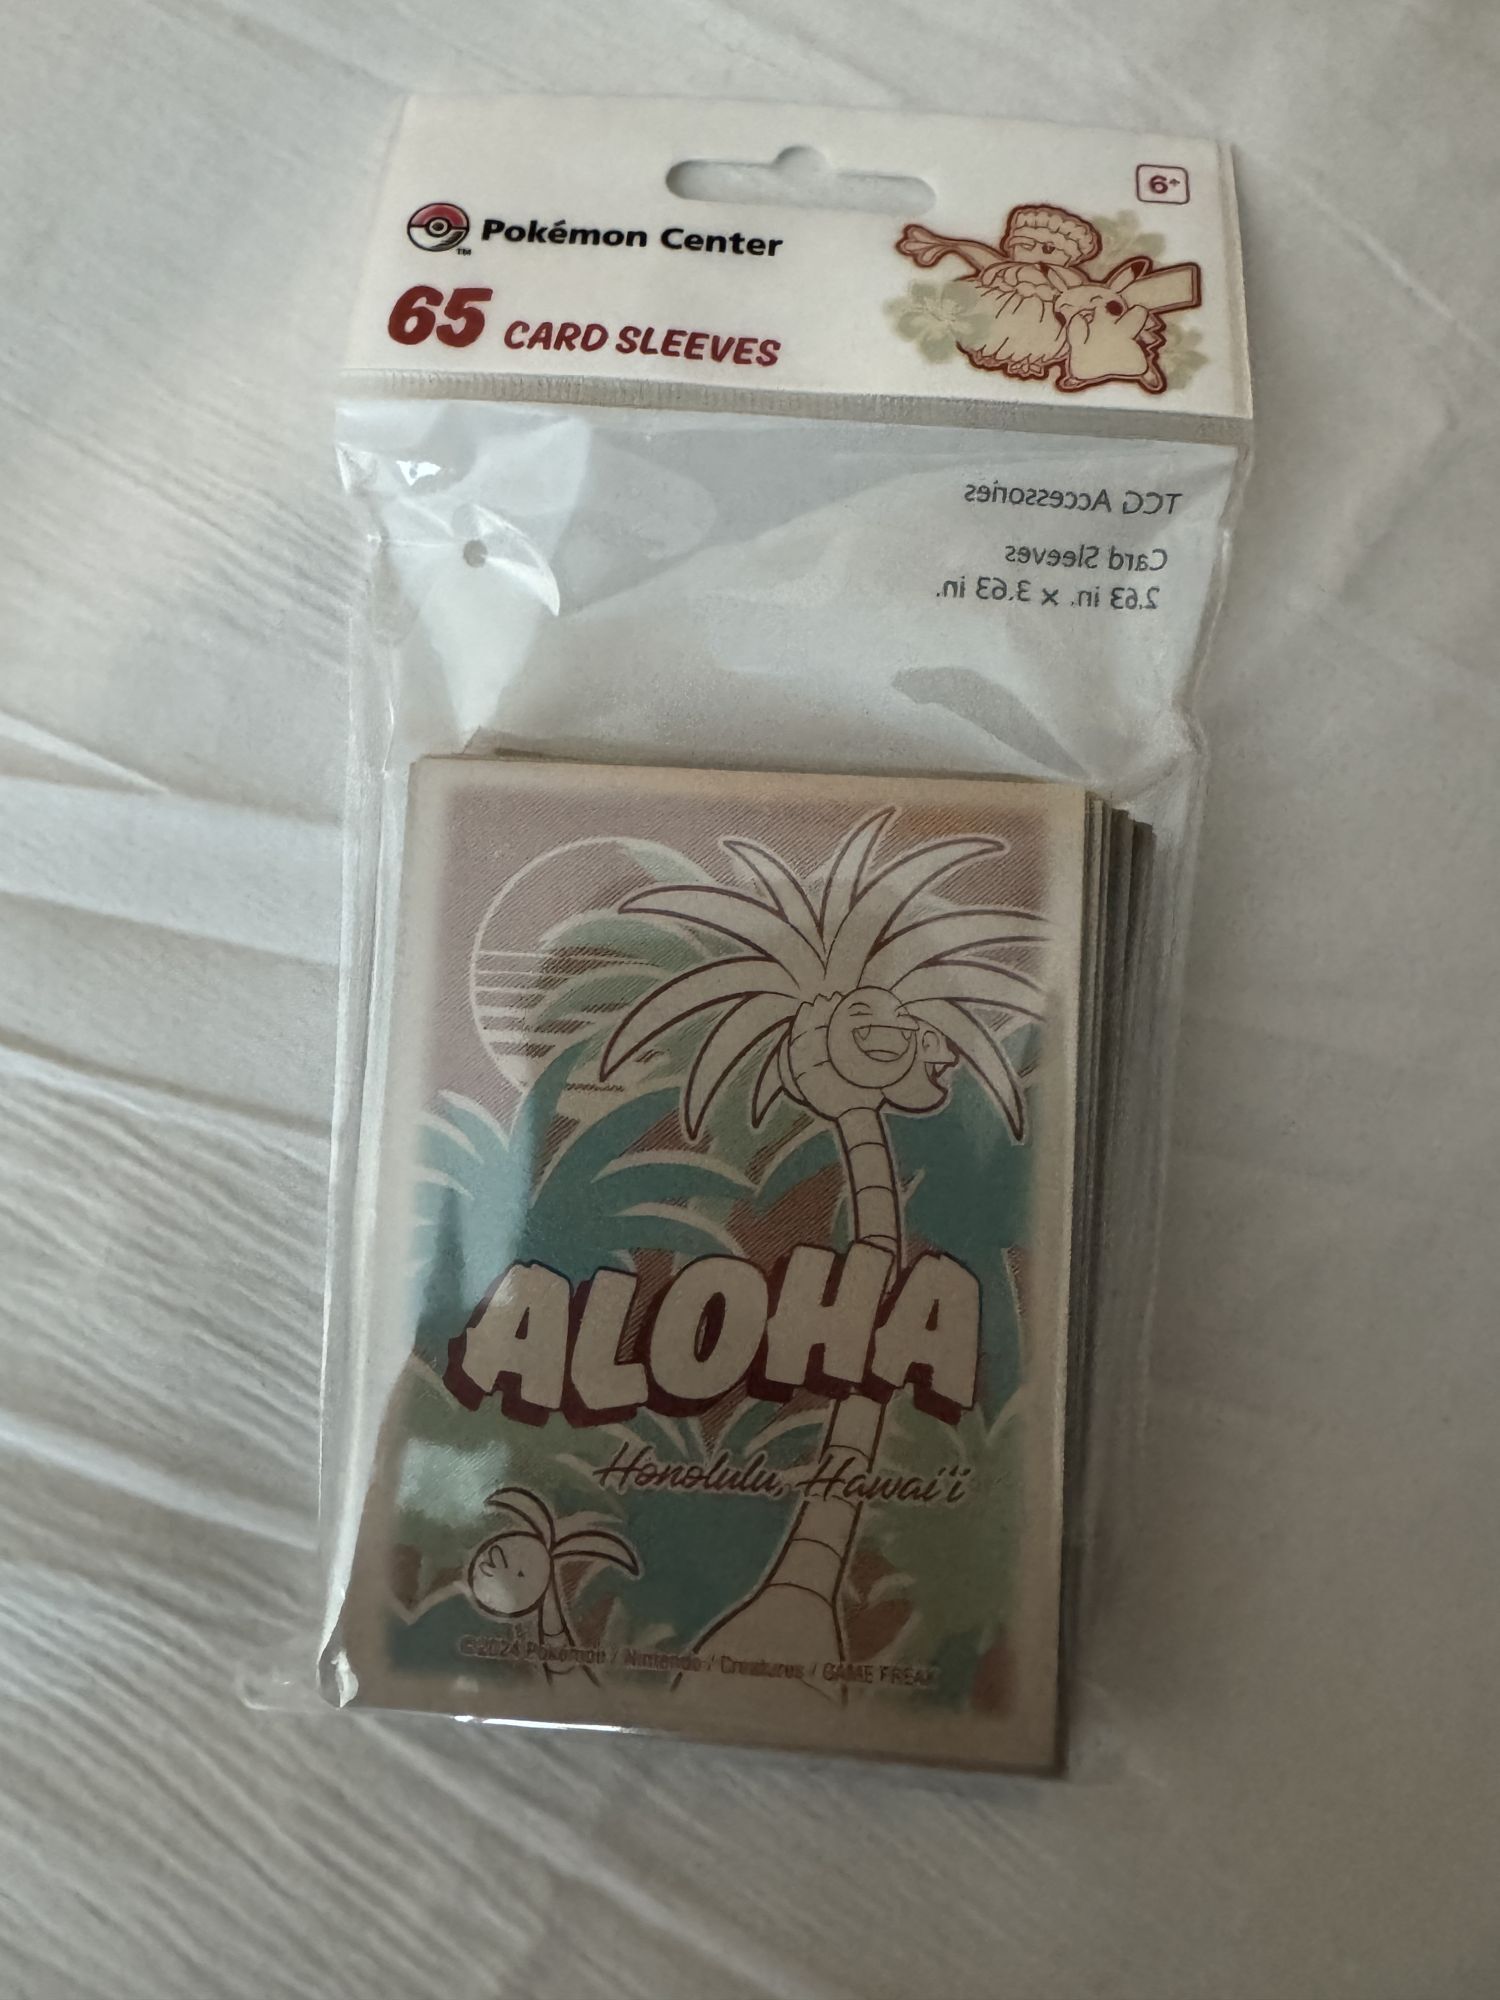 6+
Pokémon Center
TM
65 CARD SLEEVES
TCG Accessories
Card Sleeves
2.63 in. x 3.63 in.
ALOHA
Honolulu, Hawai'i
©2024 Pokémon / Nintendo / Creatures / GAME FREAK